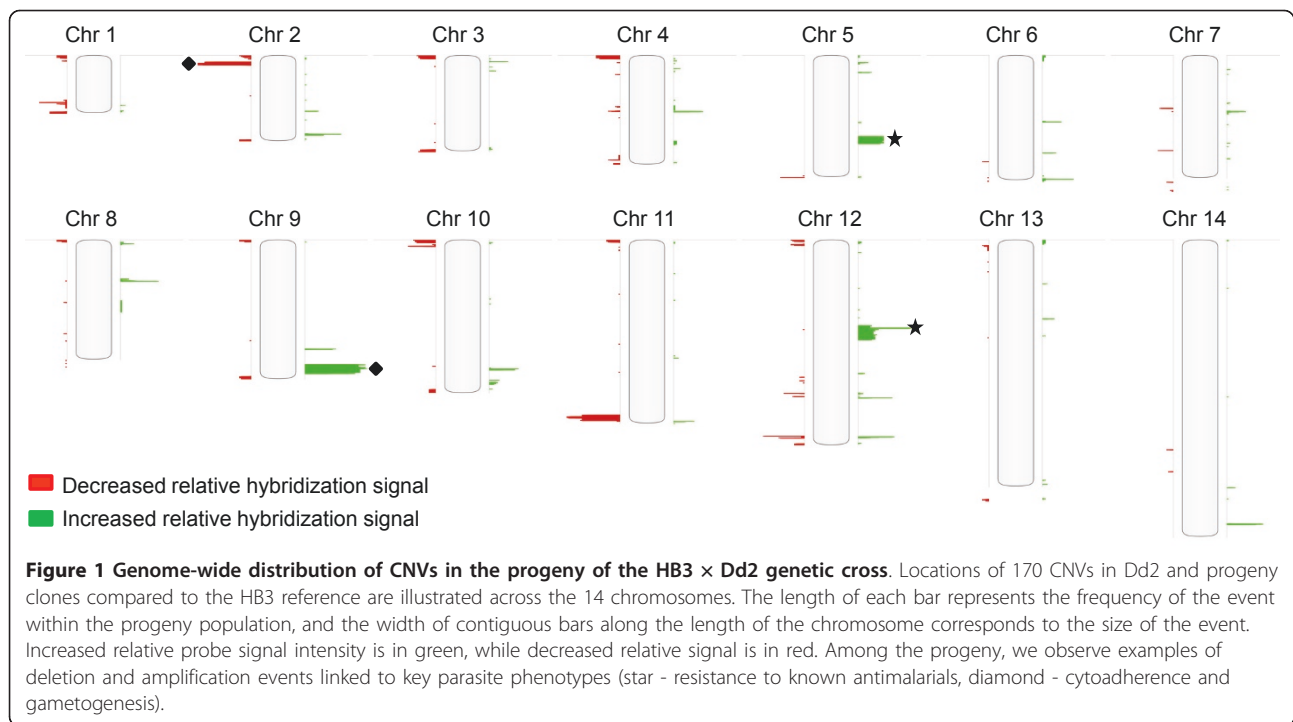 Chr 1 Chr 2 Chr 3 Chr 4 Chr 5 Chr 6 Chr 7
Chr 8 Chr 9 Chr 10 Chr 11 Chr 12 Chr 13 Chr 14
Decreased relative hybridization signal
Increased relative hybridization signal
Figure 1 Genome-wide distribution of CNVs in the progeny of the HB3 × Dd2 genetic cross. Locations of 170 CNVs in Dd2 and progeny
clones compared to the HB3 reference are illustrated across the 14 chromosomes. The length of each bar represents the frequency of the event
within the progeny population, and the width of contiguous bars along the length of the chromosome corresponds to the size of the event.
Increased relative probe signal intensity is in green, while decreased relative signal is in red. Among the progeny, we observe examples of
deletion and amplification events linked to key parasite phenotypes (star - resistance to known antimalarials, diamond - cytoadherence and
gametogenesis).